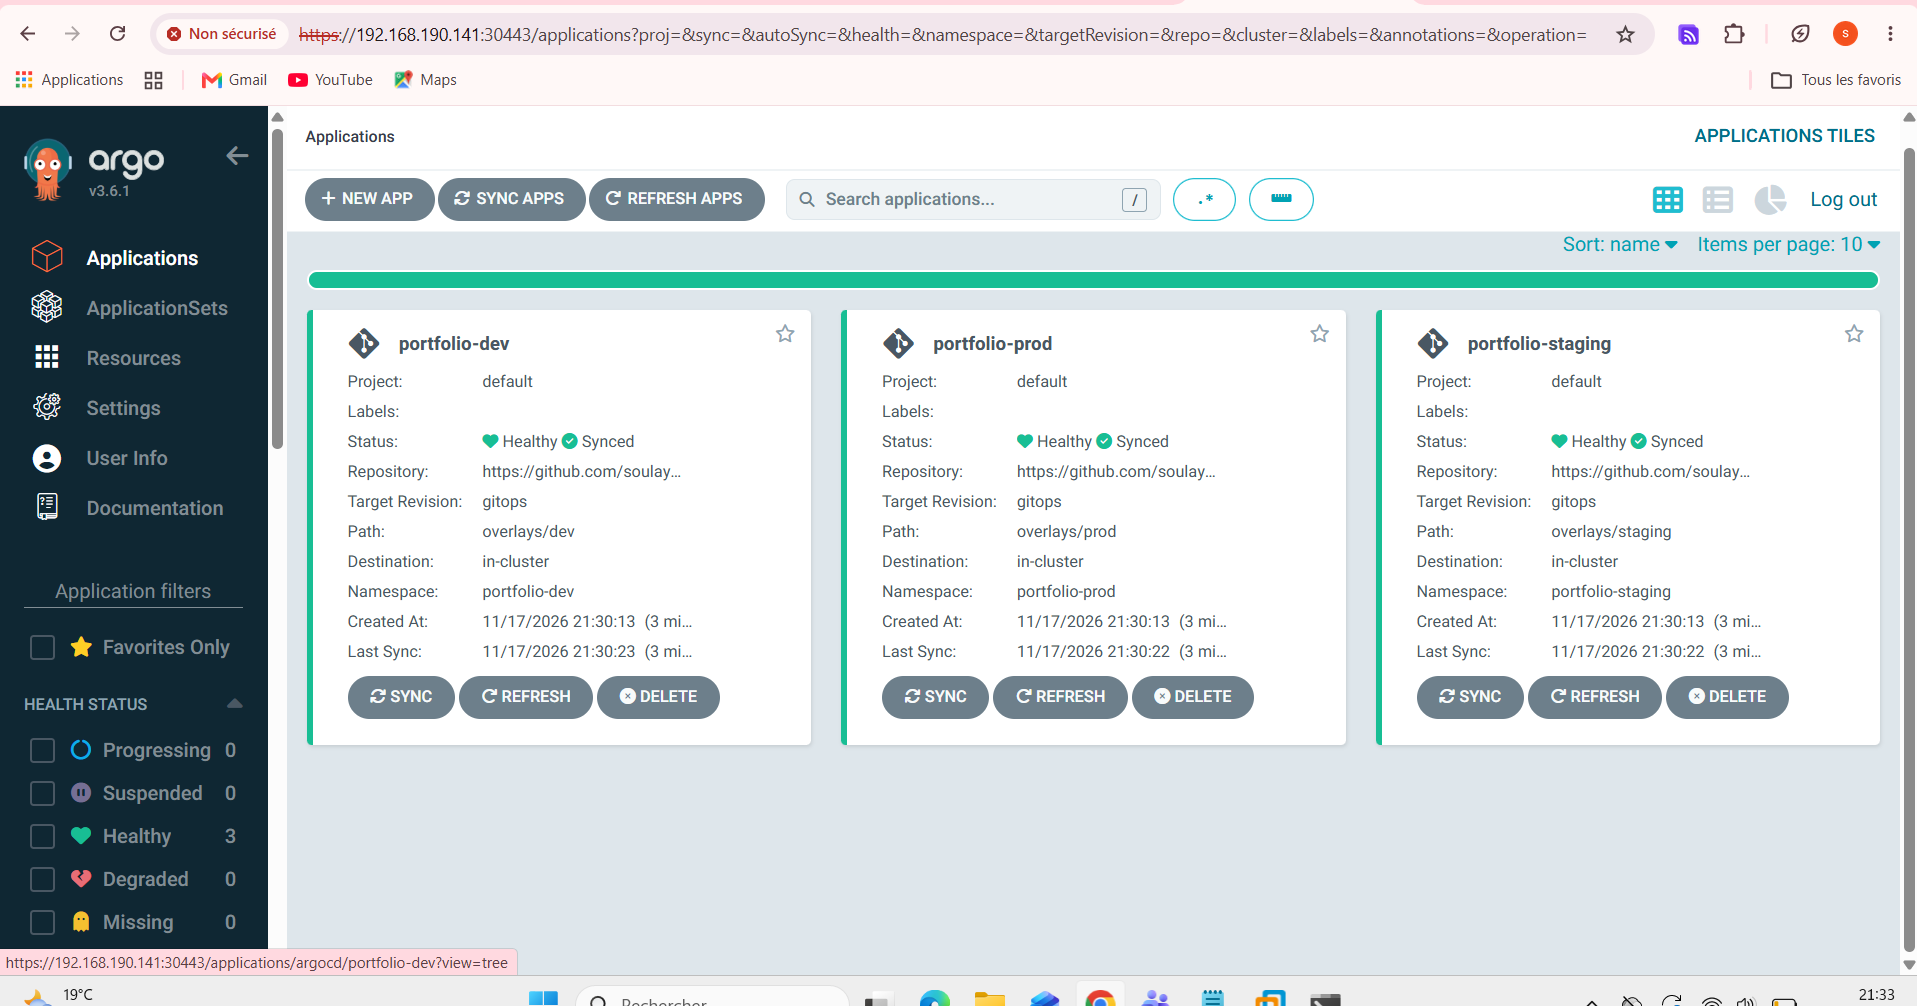 Non sécurisé https://192.168.190.141:30443/applications?proj=&sync=&autoSync=&health=&namespace=&targetRevision=&repo=&cluster=&labels=&annotations=&operation= S
Applications Gmail YouTube Maps Tous les favoris
argo
v3.6.1
Applications
ApplicationSets
Resources
Settings
User Info
Documentation
Application filters
Favorites Only
HEALTH STATUS
Progressing 0
Suspended 0
Healthy 3
Degraded 0
Missing 0
Applications APPLICATIONS TILES
+ NEW APP SYNC APPS REFRESH APPS Search applications... / .* Log out
Sort: name Items per page: 10
portfolio-dev
Project: default
Labels:
Status: Healthy Synced
Repository: https://github.com/soulay...
Target Revision: gitops
Path: overlays/dev
Destination: in-cluster
Namespace: portfolio-dev
Created At: 11/17/2026 21:30:13 (3 mi...
Last Sync: 11/17/2026 21:30:23 (3 mi...
SYNC REFRESH DELETE
portfolio-prod
Project: default
Labels:
Status: Healthy Synced
Repository: https://github.com/soulay...
Target Revision: gitops
Path: overlays/prod
Destination: in-cluster
Namespace: portfolio-prod
Created At: 11/17/2026 21:30:13 (3 mi...
Last Sync: 11/17/2026 21:30:22 (3 mi...
SYNC REFRESH DELETE
portfolio-staging
Project: default
Labels:
Status: Healthy Synced
Repository: https://github.com/soulay...
Target Revision: gitops
Path: overlays/staging
Destination: in-cluster
Namespace: portfolio-staging
Created At: 11/17/2026 21:30:13 (3 mi...
Last Sync: 11/17/2026 21:30:22 (3 mi...
SYNC REFRESH DELETE
https://192.168.190.141:30443/applications/argocd/portfolio-dev?view=tree
19°C Rechercher 21:33